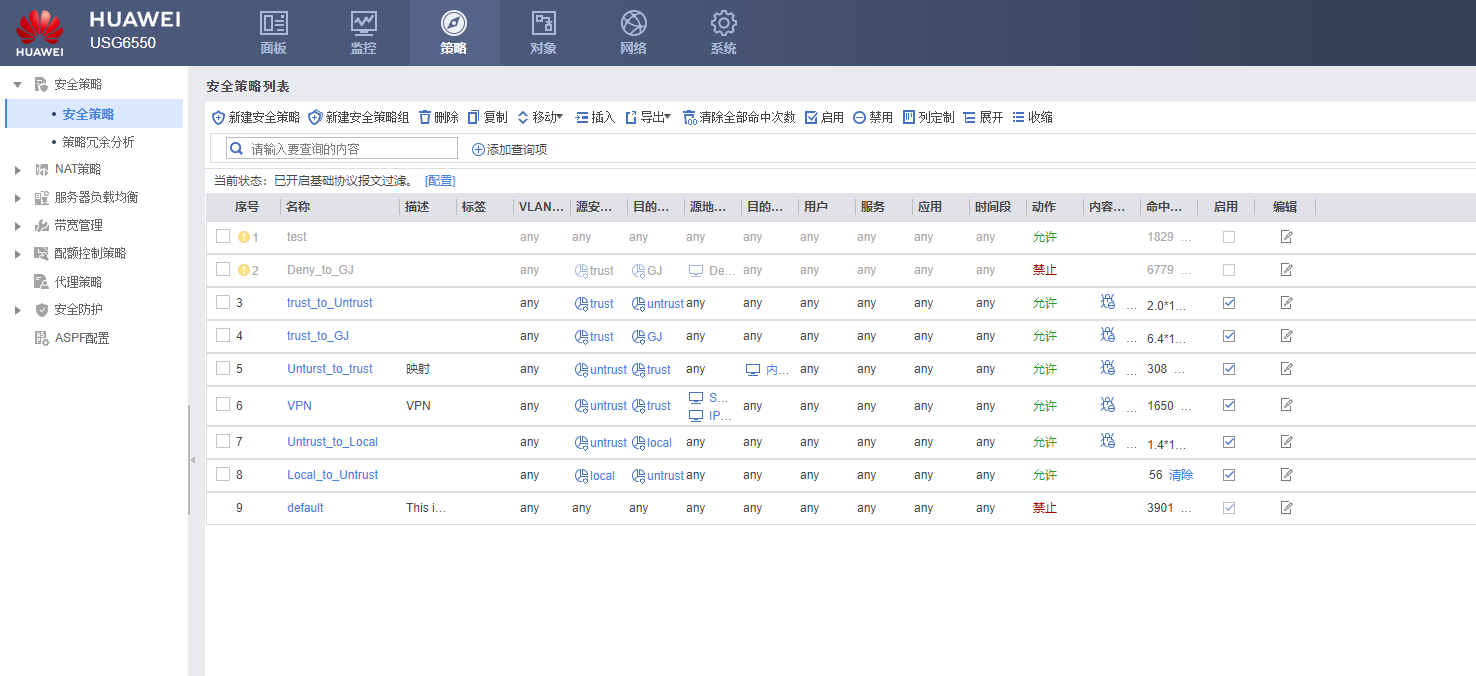 HUAWEI
HUAWEI
USG6550
面板
监控
策略
对象
网络
系统
安全策略
安全策略
策略冗余分析
NAT策略
服务器负载均衡
带宽管理
配额控制策略
代理策略
安全防护
ASPF配置
安全策略列表
新建安全策略 新建安全策略组 删除 复制 移动 插入 导出 清除全部命中次数 启用 禁用 列定制 展开 收缩
请输入要查询的内容 添加查询项
当前状态：已开启基础协议报文过滤。 [配置]
序号 名称 描述 标签 VLAN... 源安... 目的... 源地... 目的... 用户 服务 应用 时间段 动作 内容... 命中... 启用 编辑
1 test any any any any any any any any any 允许 1829 ...
2 Deny_to_GJ any trust GJ De... any any any any any 禁止 6779 ...
3 trust_to_Untrust any trust untrust any any any any any any 允许 ... 2.0*1...
4 trust_to_GJ any trust GJ any any any any any any 允许 ... 6.4*1...
5 Unturst_to_trust 映射 any untrust trust any 内... any any any any 允许 ... 308 ...
6 VPN VPN any untrust trust S... IP... any any any any any 允许 ... 1650 ...
7 Untrust_to_Local any untrust local any any any any any any 允许 ... 1.4*1...
8 Local_to_Untrust any local untrust any any any any any any 允许 56 清除
9 default This i... any any any any any any any any any 禁止 3901 ...